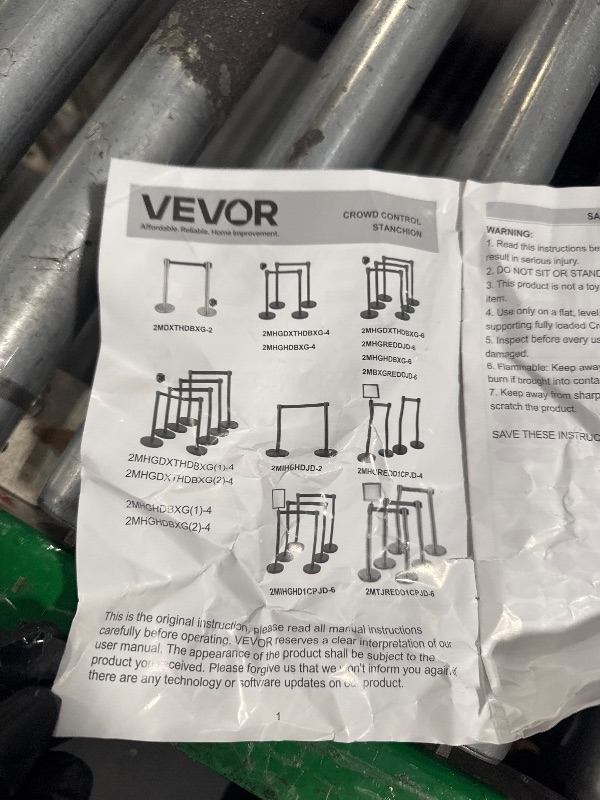 VEVOR
Affordable. Reliable. Home Improvement.
CROWD CONTROL
STANCHION
2MDXTHDBXG-2
2MHGDXTHDBXG-4
2MHGHDBXG-4
2MHGDXTHDBXG-6
2MHGREDDJD-6
2MHGHDBXG-6
2MBXGREDDJD-6
2MHGDXTHDBXG(1)-4
2MHGDXTHDBXG(2)-4
2MHGHDBXG(1)-4
2MHGHDBXG(2)-4
2MIHGHDJD-2
2MIHGHD1CPJD-6
2MTJREDD1CPJD-6
This is the original instruction, please read all manual instructions
carefully before operating. VEVOR reserves a clear interpretation of our
user manual. The appearance of the product shall be subject to the
product you received. Please forgive us that we won't inform you again if
there are any technology or software updates on our product.
1
SA
WARNING:
1. Read this instructions be
result in serious injury.
2. DO NOT SIT OR STAND
3. This product is not a toy
item.
4. Use only on a flat, level
supporting fully loaded Cr
5. Inspect before every us
damaged.
6. Flammable: Keep away
burn if brought into conta
7. Keep away from sharp
scratch the product.
SAVE THESE INSTRUC